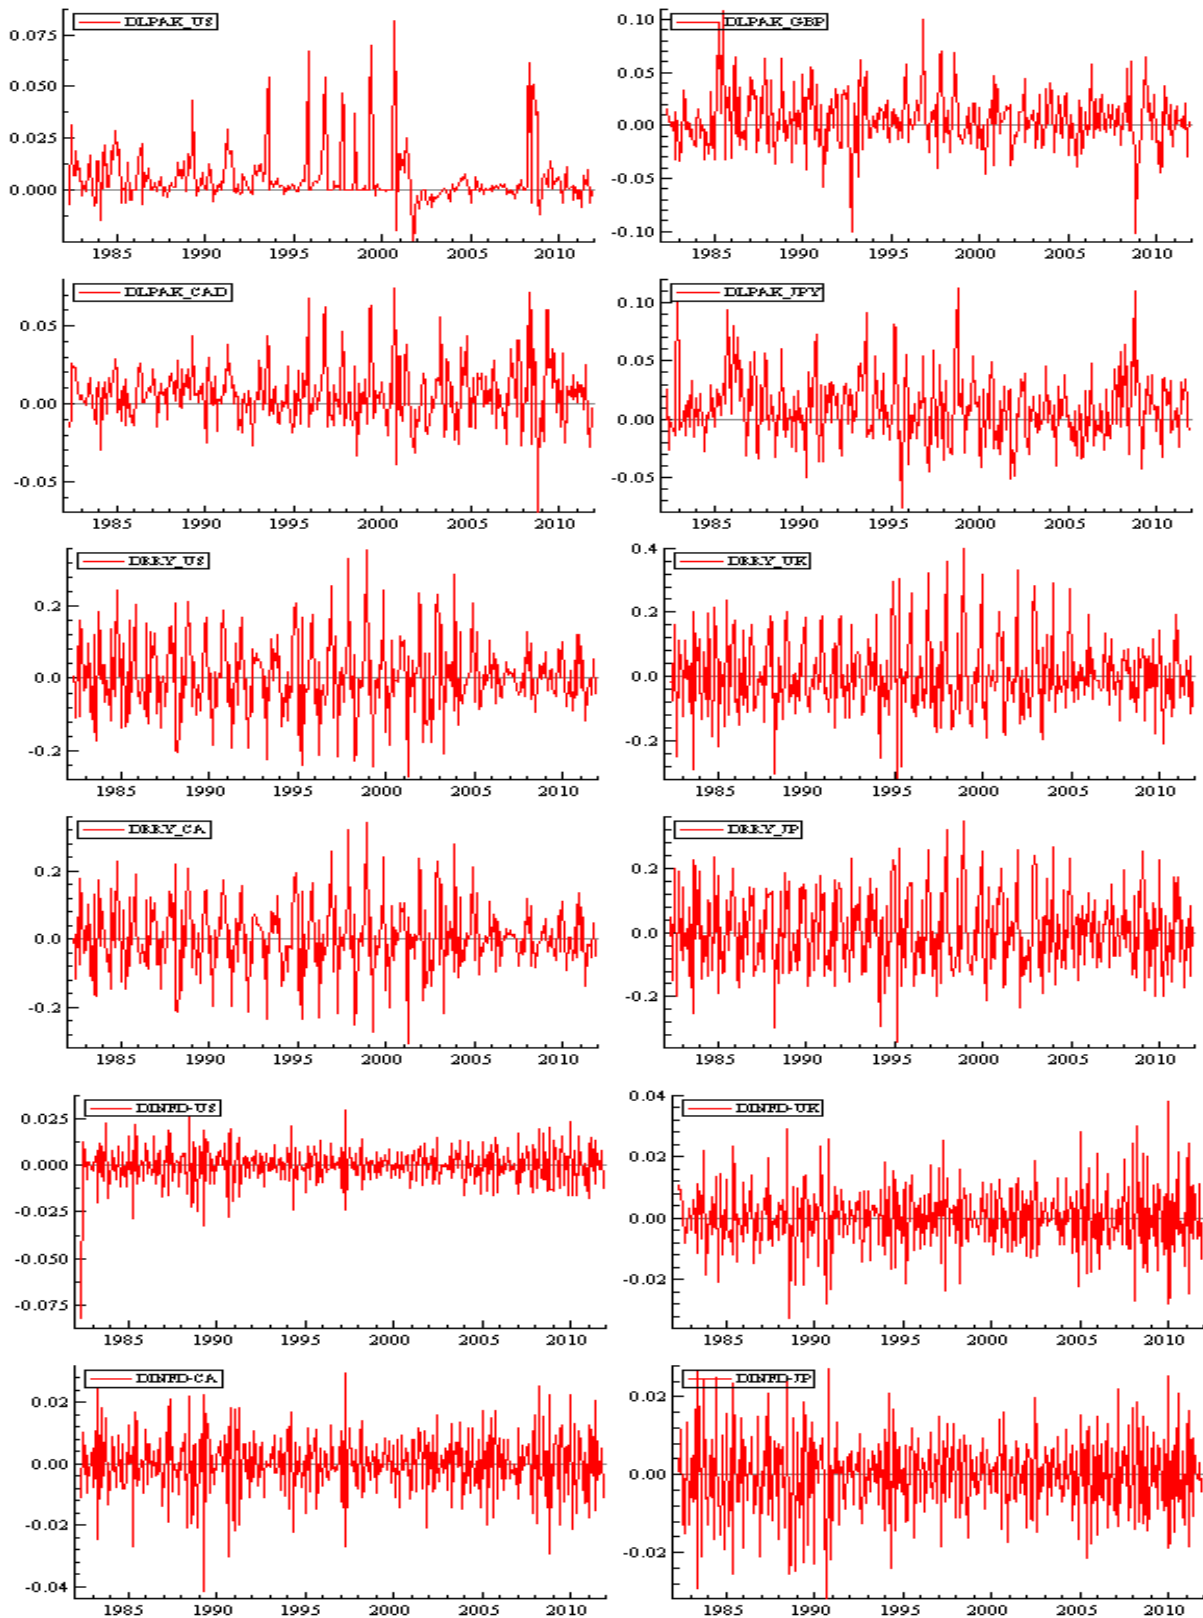 DLPAK_US
0.075
0.050
0.025
0.000
1985 1990 1995 2000 2005 2010
DLPAK_GBP
0.10
0.05
0.00
-0.05
-0.10
1985 1990 1995 2000 2005 2010
DLPAK_CAD
0.05
0.00
-0.05
1985 1990 1995 2000 2005 2010
DLPAK_JPY
0.10
0.05
0.00
-0.05
1985 1990 1995 2000 2005 2010
DRRY_US
0.2
0.0
-0.2
1985 1990 1995 2000 2005 2010
DRRY_UK
0.4
0.2
0.0
-0.2
1985 1990 1995 2000 2005 2010
DRRY_CA
0.2
0.0
-0.2
1985 1990 1995 2000 2005 2010
DRRY_JP
0.2
0.0
-0.2
1985 1990 1995 2000 2005 2010
DINFD-US
0.025
0.000
-0.025
-0.050
-0.075
1985 1990 1995 2000 2005 2010
DINFD-UK
0.04
0.02
0.00
-0.02
1985 1990 1995 2000 2005 2010
DINFD-CA
0.02
0.00
-0.02
-0.04
1985 1990 1995 2000 2005 2010
DINFD-JP
0.02
0.00
-0.02
1985 1990 1995 2000 2005 2010